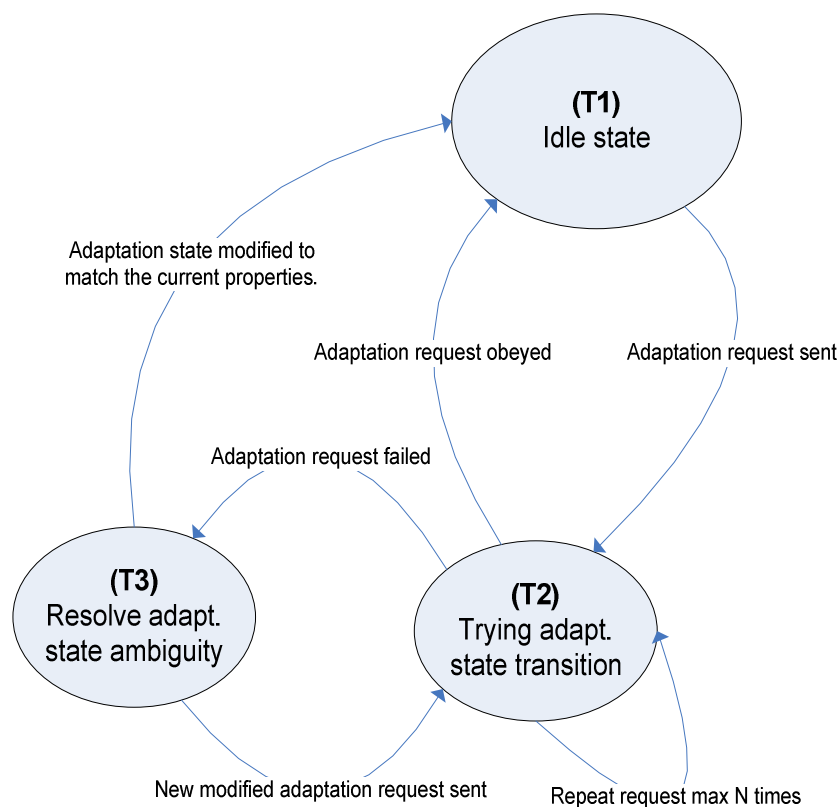 (T1)
Idle state
Adaptation state modified to
match the current properties.
Adaptation request obeyed
Adaptation request sent
Adaptation request failed
(T3)
Resolve adapt.
state ambiguity
(T2)
Trying adapt.
state transition
New modified adaptation request sent
Repeat request max N times